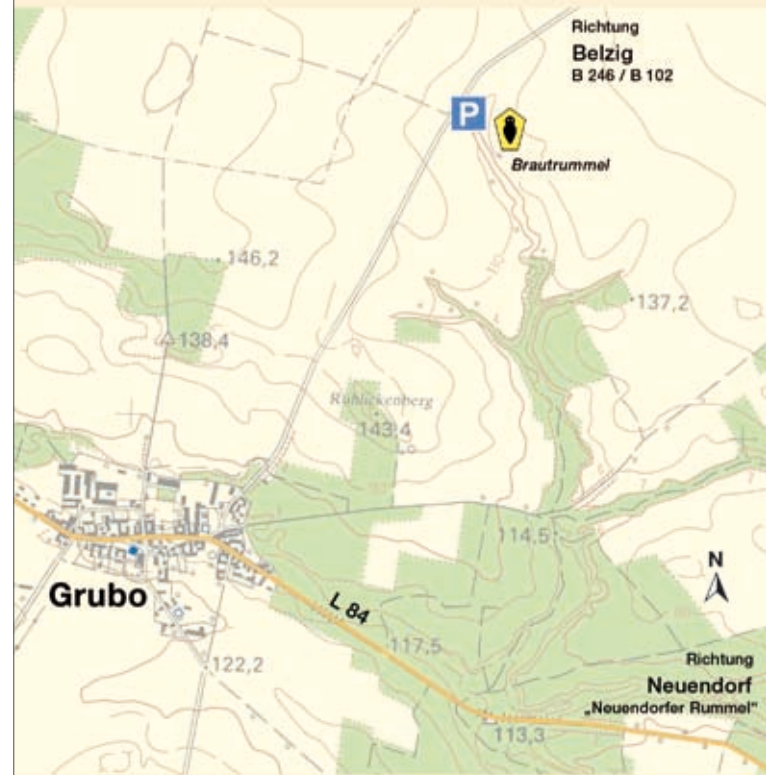 Richtung
Belzig
B 246 / B 102
P
Brautrummel
146,2
137,2
138,4
Rühlickenberg
143,4
114,5
N
Grubo
L 84
117,5
Richtung
122,2
Neuendorf
„Neuendorfer Rummel"
113,3